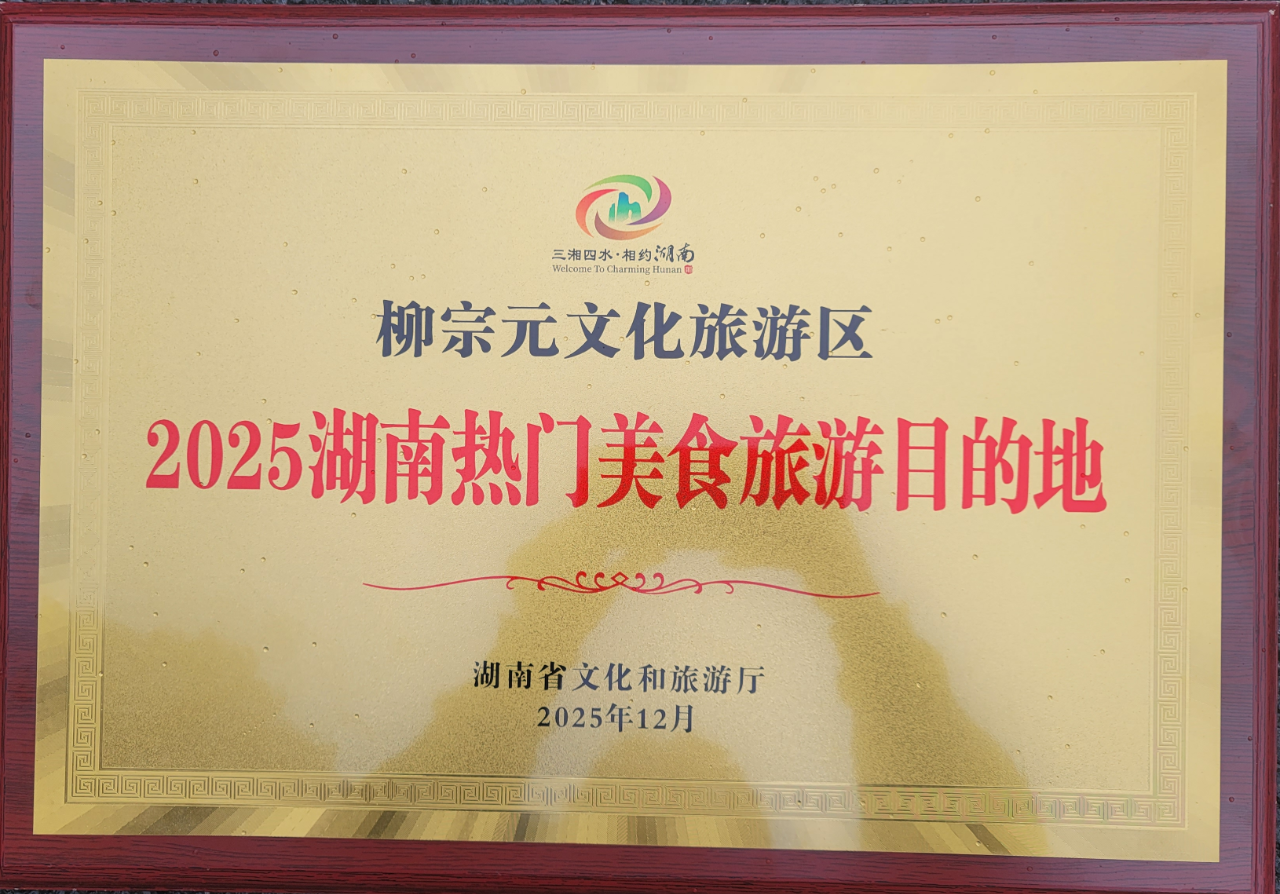 三湘四水·相约湖南
Welcome To Charming Hunan
柳宗元文化旅游区
2025湖南热门美食旅游目的地
湖南省文化和旅游厅
2025年12月